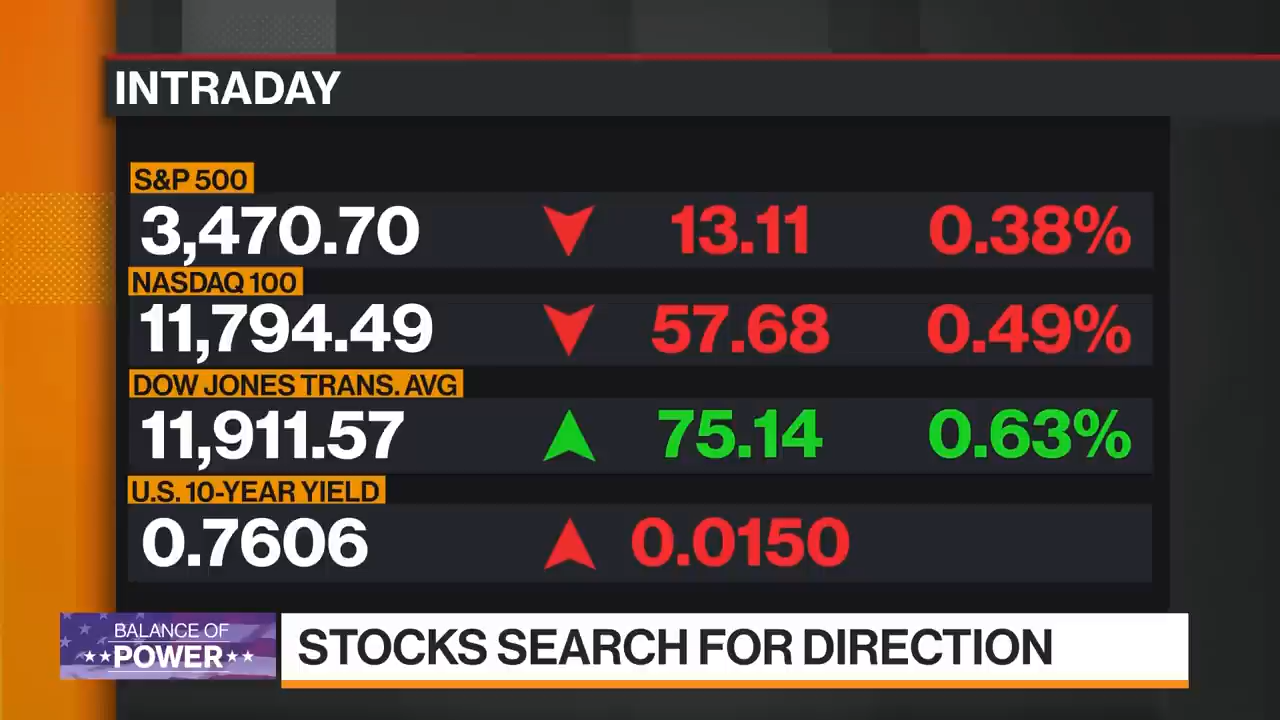 INTRADAY
S&P 500
3,470.70 13.11 0.38%
NASDAQ 100
11,794.49 57.68 0.49%
DOW JONES TRANS. AVG
11,911.57 75.14 0.63%
U.S. 10-YEAR YIELD
0.7606 0.0150
BALANCE OF
POWER
STOCKS SEARCH FOR DIRECTION